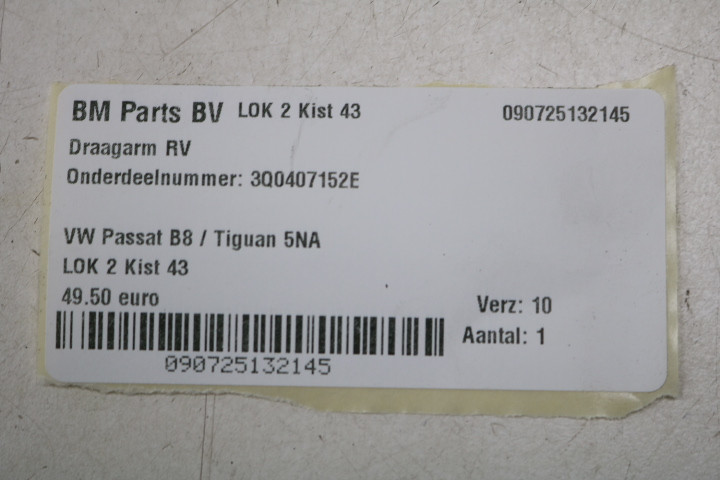 BM Parts BV LOK 2 Kist 43 090725132145
Draagarm RV
Onderdeelnummer: 3Q0407152E
VW Passat B8 / Tiguan 5NA
LOK 2 Kist 43
49.50 euro
Verz: 10
Aantal: 1
090725132145